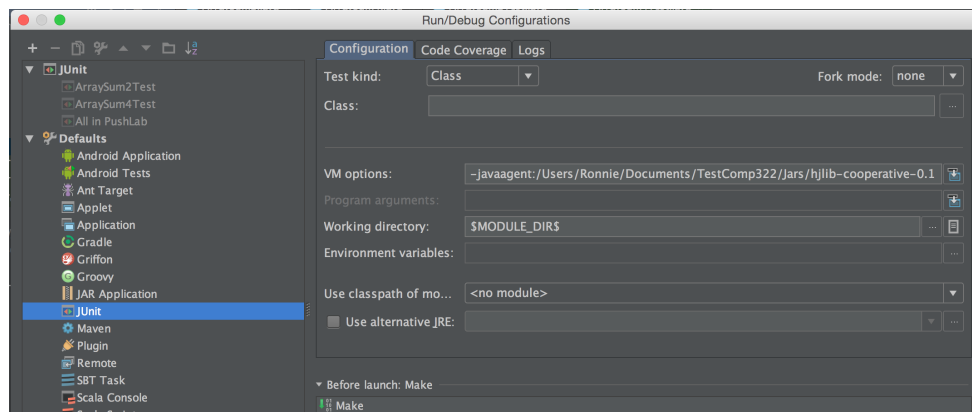 Run/Debug Configurations
JUnit
ArraySum2Test
ArraySum4Test
All in PushLab
Defaults
Android Application
Android Tests
Ant Target
Applet
Application
Gradle
Griffon
Groovy
JAR Application
JUnit
Maven
Plugin
Remote
SBT Task
Scala Console
Configuration Code Coverage Logs
Test kind: Class Fork mode: none
Class:
VM options: -javaagent:/Users/Ronnie/Documents/TestComp322/Jars/hjlib-cooperative-0.1
Program arguments:
Working directory: $MODULE_DIR$
Environment variables:
Use classpath of mo... <no module>
Use alternative JRE:
Before launch: Make
Make